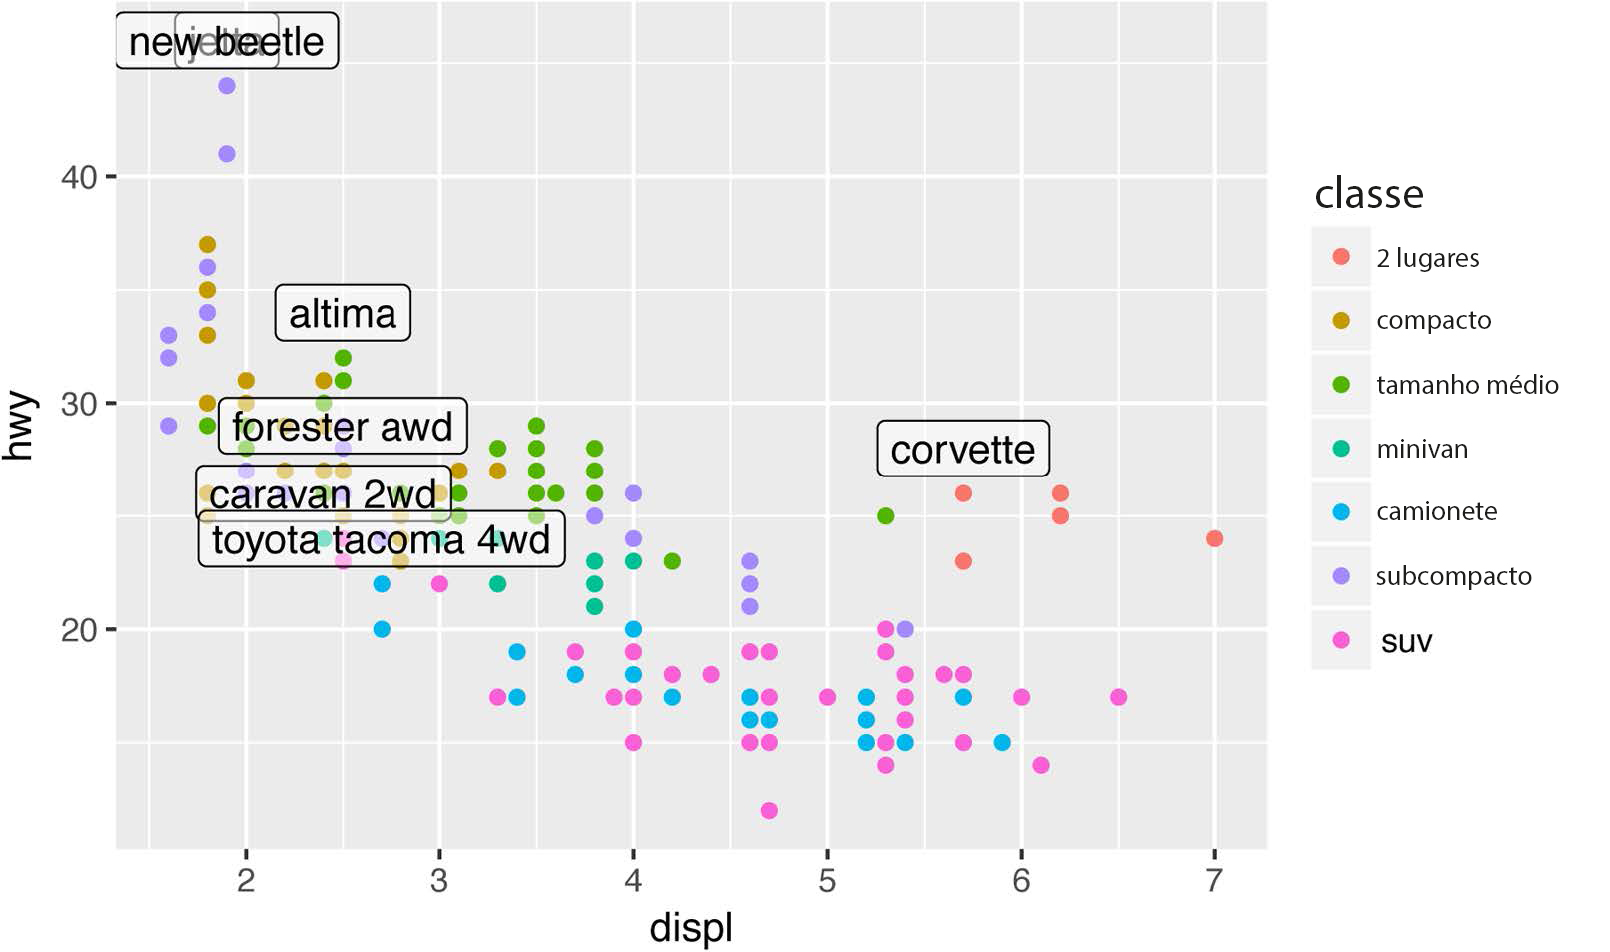 new beetle
jetta
altima
forester awd
corvette
caravan 2wd
toyota tacoma 4wd
40
30
20
hwy
2 3 4 5 6 7
displ
classe
2 lugares
compacto
tamanho médio
minivan
camionete
subcompacto
suv